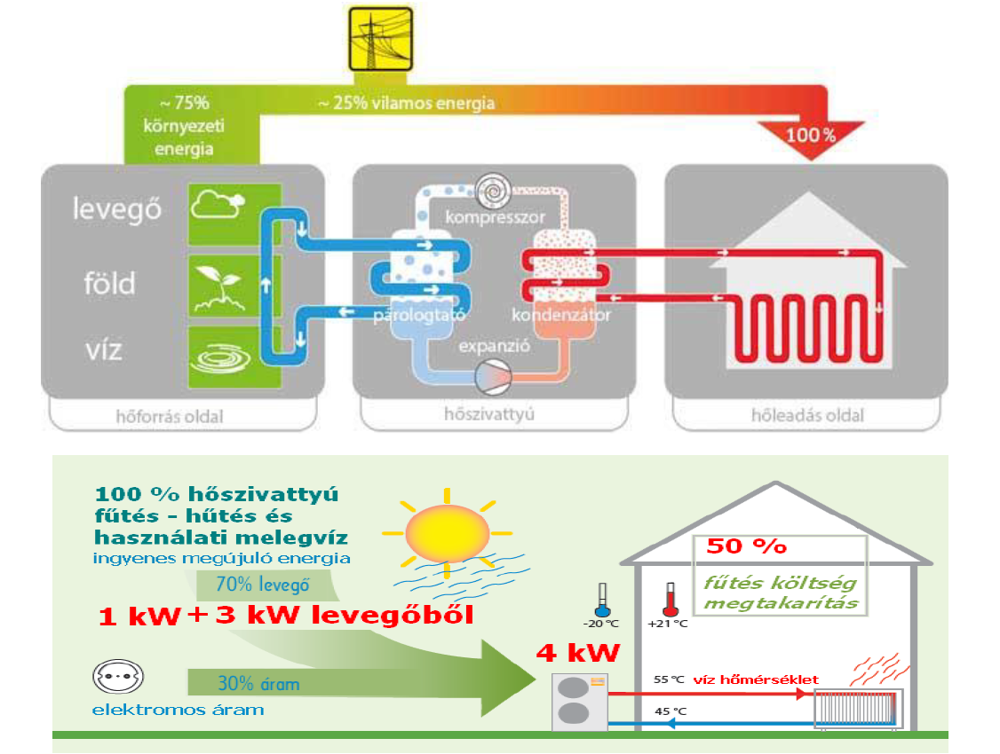 ~ 75%
környezeti
energia
~ 25% vilamos energia
100%
levegő
föld
víz
kompresszor
párologtató
kondenzátor
expanzió
hőforrás oldal
hőszivattyú
hőleadás oldal
100 % hőszivattyú
fűtés - hűtés és
használati melegvíz
ingyenes megújuló energia
70% levegő
1 kW + 3 kW levegőből
30% áram
elektromos áram
50 %
fűtés költség
megtakarítás
-20 °C
+21 °C
4 kW
55 °C víz hőmérséklet
45 °C